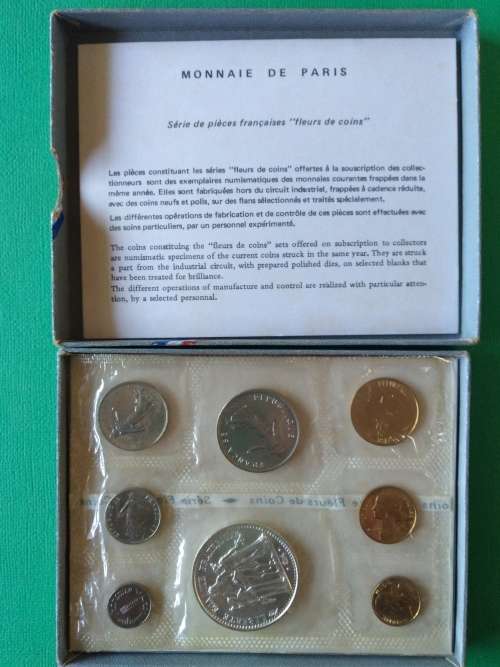 MONNAIE DE PARIS
Série de pièces françaises "fleurs de coins"
Les pièces constituant les séries "fleurs de coins" offertes à la souscription des collec-
tionneurs sont des exemplaires numismatiques des monnaies courantes frappées dans la
même année. Elles sont fabriquées hors du circuit industriel, frappées à cadence réduite,
avec des coins neufs et polis, sur des flans sélectionnés et traités spécialement.
Les différentes opérations de fabrication et de contrôle de ces pièces sont effectuées avec
des soins particuliers, par un personnel expérimenté.
The coins constituing the "fleurs de coins" sets offered on subscription to collectors
are numismatic specimens of the current coins struck in the same year. They are struck
a part from the industrial circuit, with prepared polished dies, on selected blanks that
have been treated for brillance.
The different operations of manufacture and control are realized with particular atten-
tion, by a selected personnal.
REPUBLIQUE
FRANÇAISE
Fleurs de Coins
Série